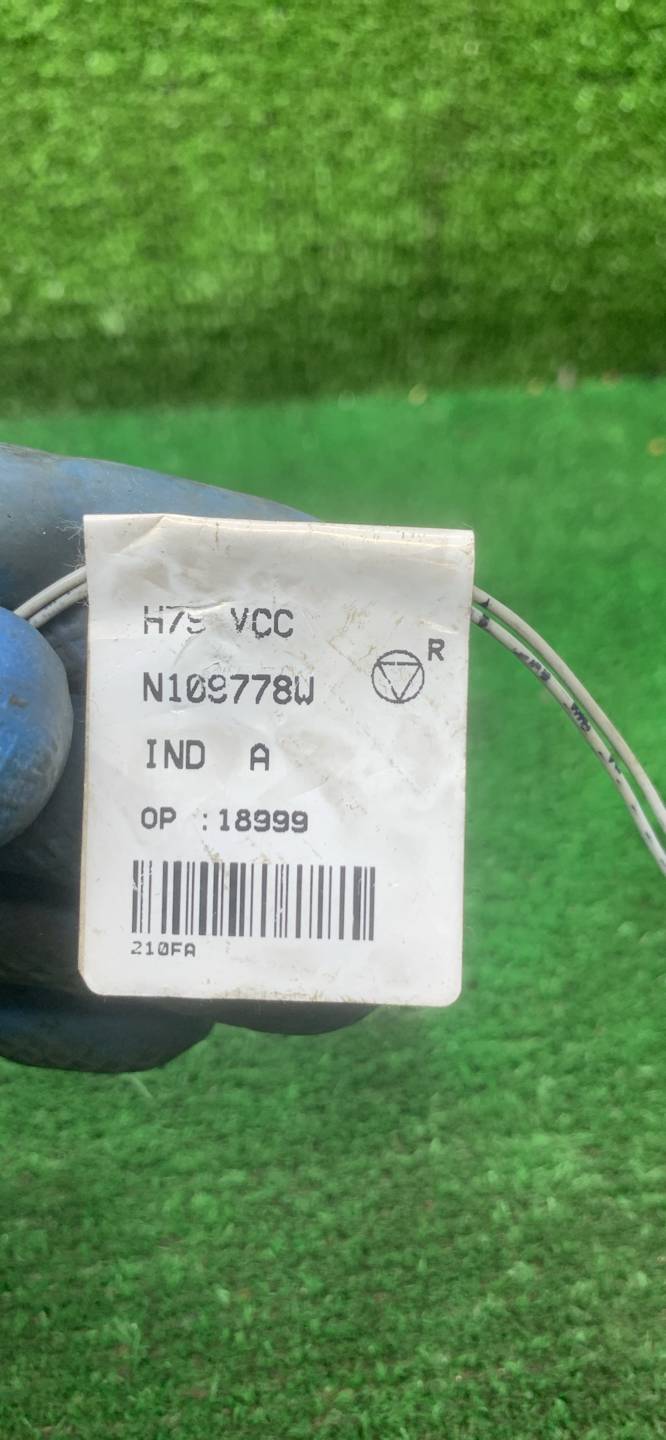 H79 VCC
R
N109778W
IND A
OP :18999
210FA